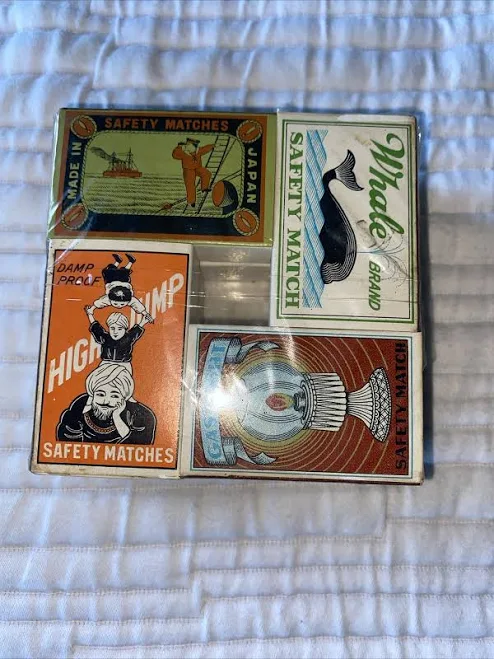 SAFETY MATCHES
MADE IN
JAPAN
Whale
BRAND
SAFETY MATCH
DAMP
PROOF
HIGH JUMP
SAFETY MATCHES
SAFETY MATCH